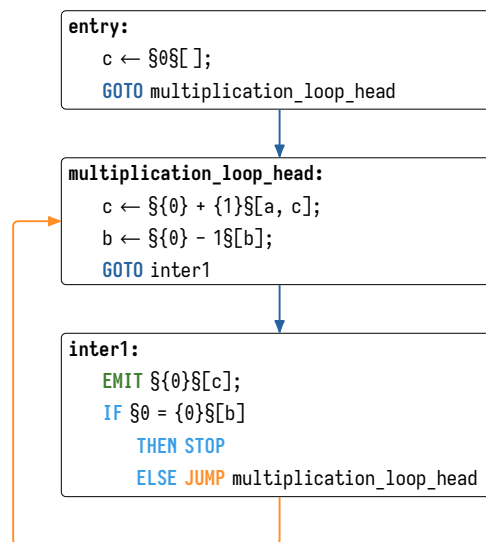 entry:
c ← §0§[ ];
GOTO multiplication_loop_head
multiplication_loop_head:
c ← §{0} + {1}§[a, c];
b ← §{0} - 1§[b];
GOTO inter1
inter1:
EMIT §{0}§[c];
IF §0 = {0}§[b]
THEN STOP
ELSE JUMP multiplication_loop_head